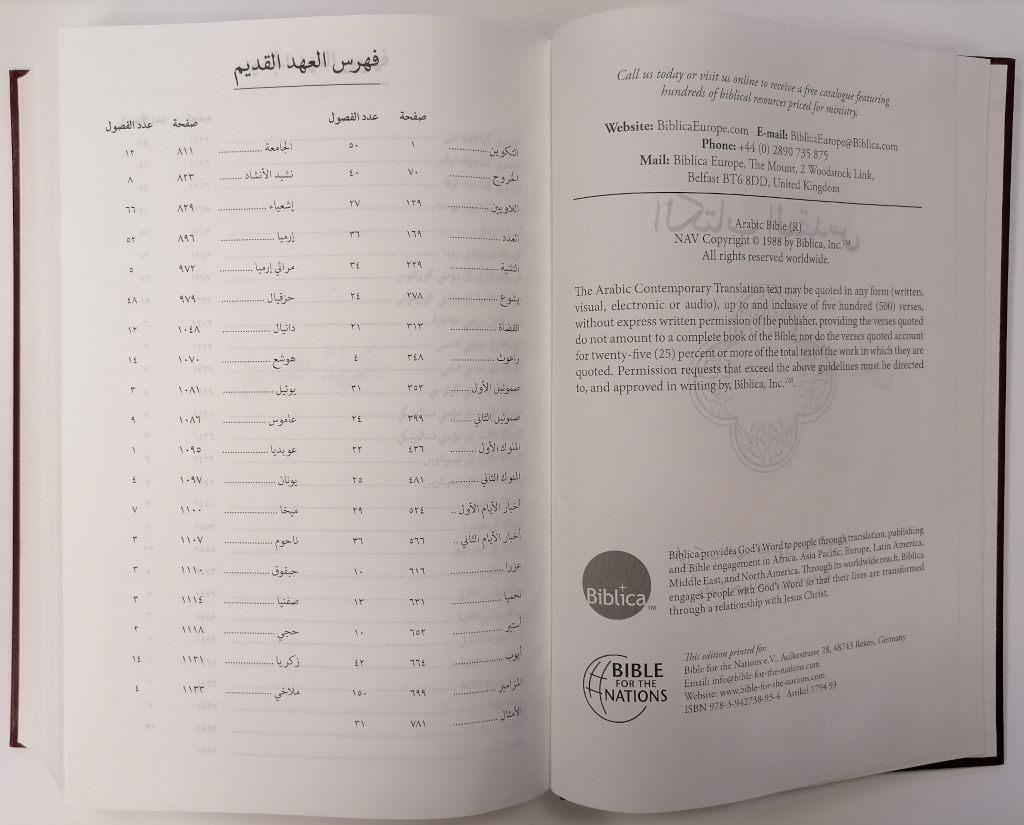 Call us today or visit us online to receive a free catalogue featuring
hundreds of biblical resources priced for ministry.
Website: BiblicaEurope.com E-mail: BiblicaEurope@Biblica.com
Phone: +44 (0) 2890 735 875
Mail: Biblica Europe, The Mount, 2 Woodstock Link,
Belfast BT6 8DD, United Kingdom
Arabic Bible (R)
NAV Copyright © 1988 by Biblica, Inc.™
All rights reserved worldwide.
The Arabic Contemporary Translation text may be quoted in any form (written,
visual, electronic or audio), up to and inclusive of five hundred (500) verses,
without express written permission of the publisher, providing the verses quoted
do not amount to a complete book of the Bible, nor do the verses quoted account
for twenty-five (25) percent or more of the total text of the work in which they are
quoted. Permission requests that exceed the above guidelines must be directed
to, and approved in writing by, Biblica, Inc.™
Biblica™
Biblica provides God's Word to people through translation, publishing
and Bible engagement in Africa, Asia Pacific, Europe, Latin America,
Middle East, and North America. Through its worldwide reach, Biblica
engages people with God's Word so that their lives are transformed
through a relationship with Jesus Christ.
BIBLE
FOR THE
NATIONS
This edition printed for:
Bible for the Nations e.V., Aulkestrasse 28, 48743 Reken, Germany
Email: info@bible-for-the-nations.com
Website: www.bible-for-the-nations.com
ISBN 978-3-942738-93-4 Artikel 1794 93
فهرس العهد القديم
صفحة عدد الفصول
التكوين ................ ١ ٥٠
الخروج ................ ٧٠ ٤٠
اللاويين ................ ١٢٩ ٢٧
العدد ................ ١٦٩ ٣٦
التثنية ................ ٢٢٩ ٣٤
يشوع ................ ٢٧٨ ٢٤
القضاة ................ ٣١٣ ٢١
راعوث ................ ٣٤٨ ٤
صموئيل الأول ........ ٣٥٣ ٣١
صموئيل الثاني ........ ٣٩٩ ٢٤
الملوك الأول .......... ٤٣٦ ٢٢
الملوك الثاني .......... ٤٨١ ٢٥
أخبار الأيام الأول .. ٥٢٤ ٢٩
أخبار الأيام الثاني .. ٥٦٦ ٣٦
عزرا ................ ٦١٦ ١٠
نحميا ................ ٦٣١ ١٣
أستير ................ ٦٥٢ ١٠
أيوب ................ ٦٦٤ ٤٢
المزامير ................ ٦٩٩ ١٥٠
الأمثال ................ ٧٨١ ٣١
صفحة عدد الفصول
الجامعة ................ ٨١١ ١٢
نشيد الأنشاد ........ ٨٢٣ ٨
إشعياء ................ ٨٢٩ ٦٦
إرميا ................ ٨٩٦ ٥٢
مراثي إرميا ............ ٩٧٢ ٥
حزقيال ................ ٩٧٩ ٤٨
دانيال ................ ١٠٤٨ ١٢
هوشع ................ ١٠٧٠ ١٤
يوئيل ................ ١٠٨١ ٣
عاموس ................ ١٠٨٦ ٩
عوبديا ................ ١٠٩٥ ١
يونان ................ ١٠٩٧ ٤
ميخا ................ ١١٠٠ ٧
ناحوم ................ ١١٠٧ ٣
حبقوق ................ ١١١٠ ٣
صفنيا ................ ١١١٤ ٣
حجي ................ ١١١٨ ٢
زكريا ................ ١١٢١ ١٤
ملاخي ................ ١١٣٣ ٤